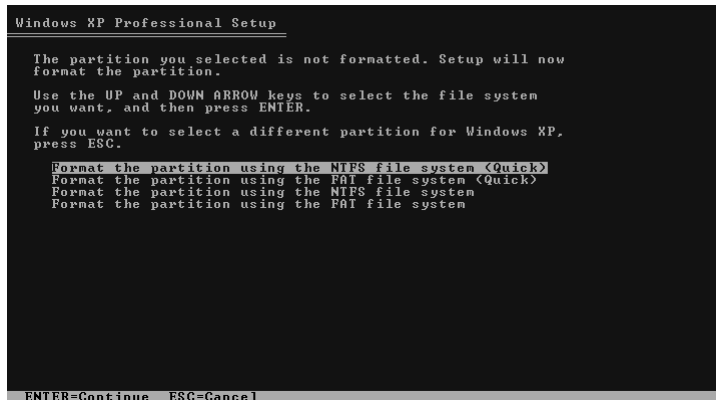 Windows XP Professional Setup
The partition you selected is not formatted. Setup will now
format the partition.
Use the UP and DOWN ARROW keys to select the file system
you want, and then press ENTER.
If you want to select a different partition for Windows XP,
press ESC.
Format the partition using the NTFS file system (Quick)
Format the partition using the FAT file system (Quick)
Format the partition using the NTFS file system
Format the partition using the FAT file system
ENTER=Continue ESC=Cancel